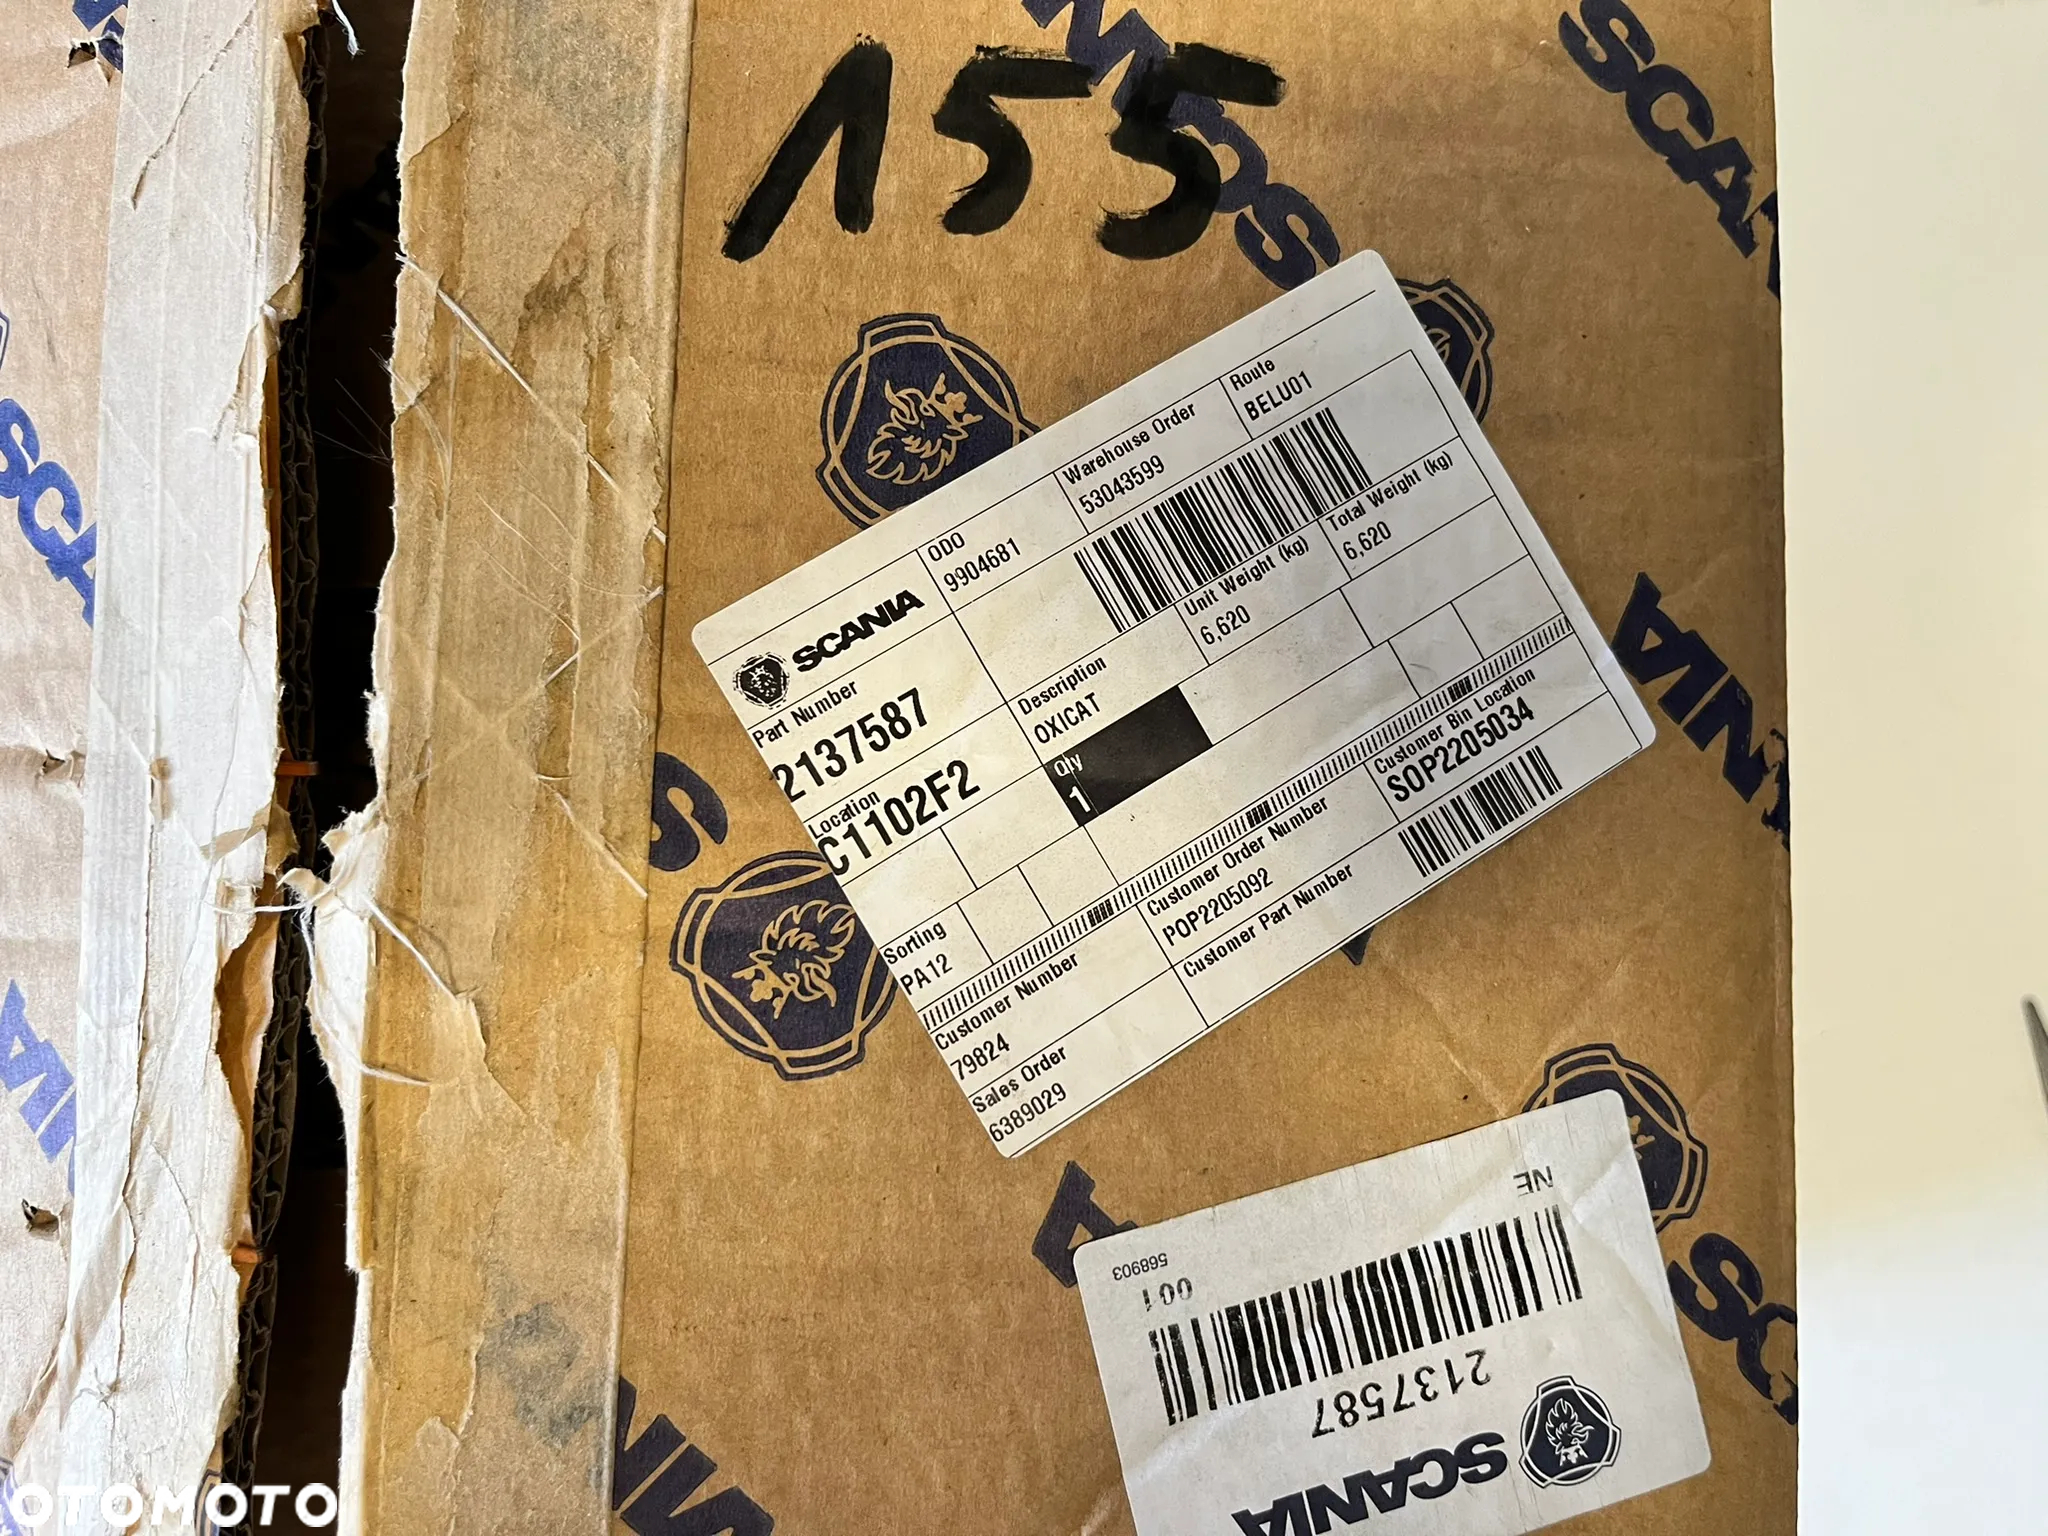 155
SCANIA
ODO
9904681
Warehouse Order
53043599
Route
BELU01
Part Number
2137587
Description
OXICAT
Unit Weight (kg)
6,620
Total Weight (kg)
6,620
Location
C1102F2
Qty
1
Sorting
PA12
Customer Number
79824
Customer Order Number
POP2205092
Customer Bin Location
SOP2205034
Sales Order
6389029
Customer Part Number
SCANIA
2137587
001
568903
NE
OTOMOTO